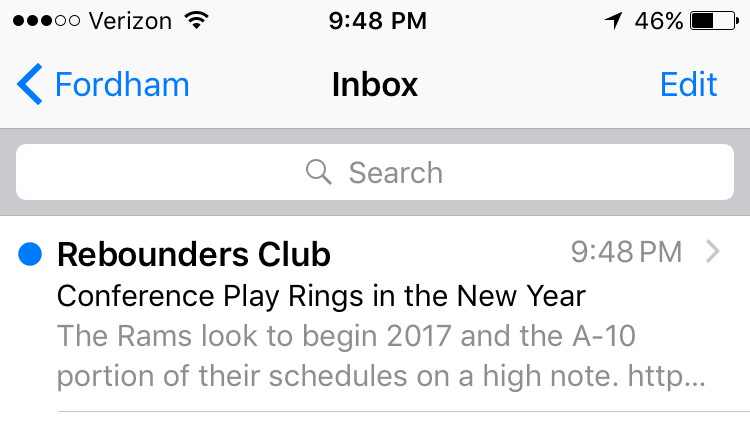 Verizon 9:48 PM 46%
Fordham Inbox Edit
Search
Rebounders Club 9:48 PM
Conference Play Rings in the New Year
The Rams look to begin 2017 and the A-10
portion of their schedules on a high note. http...